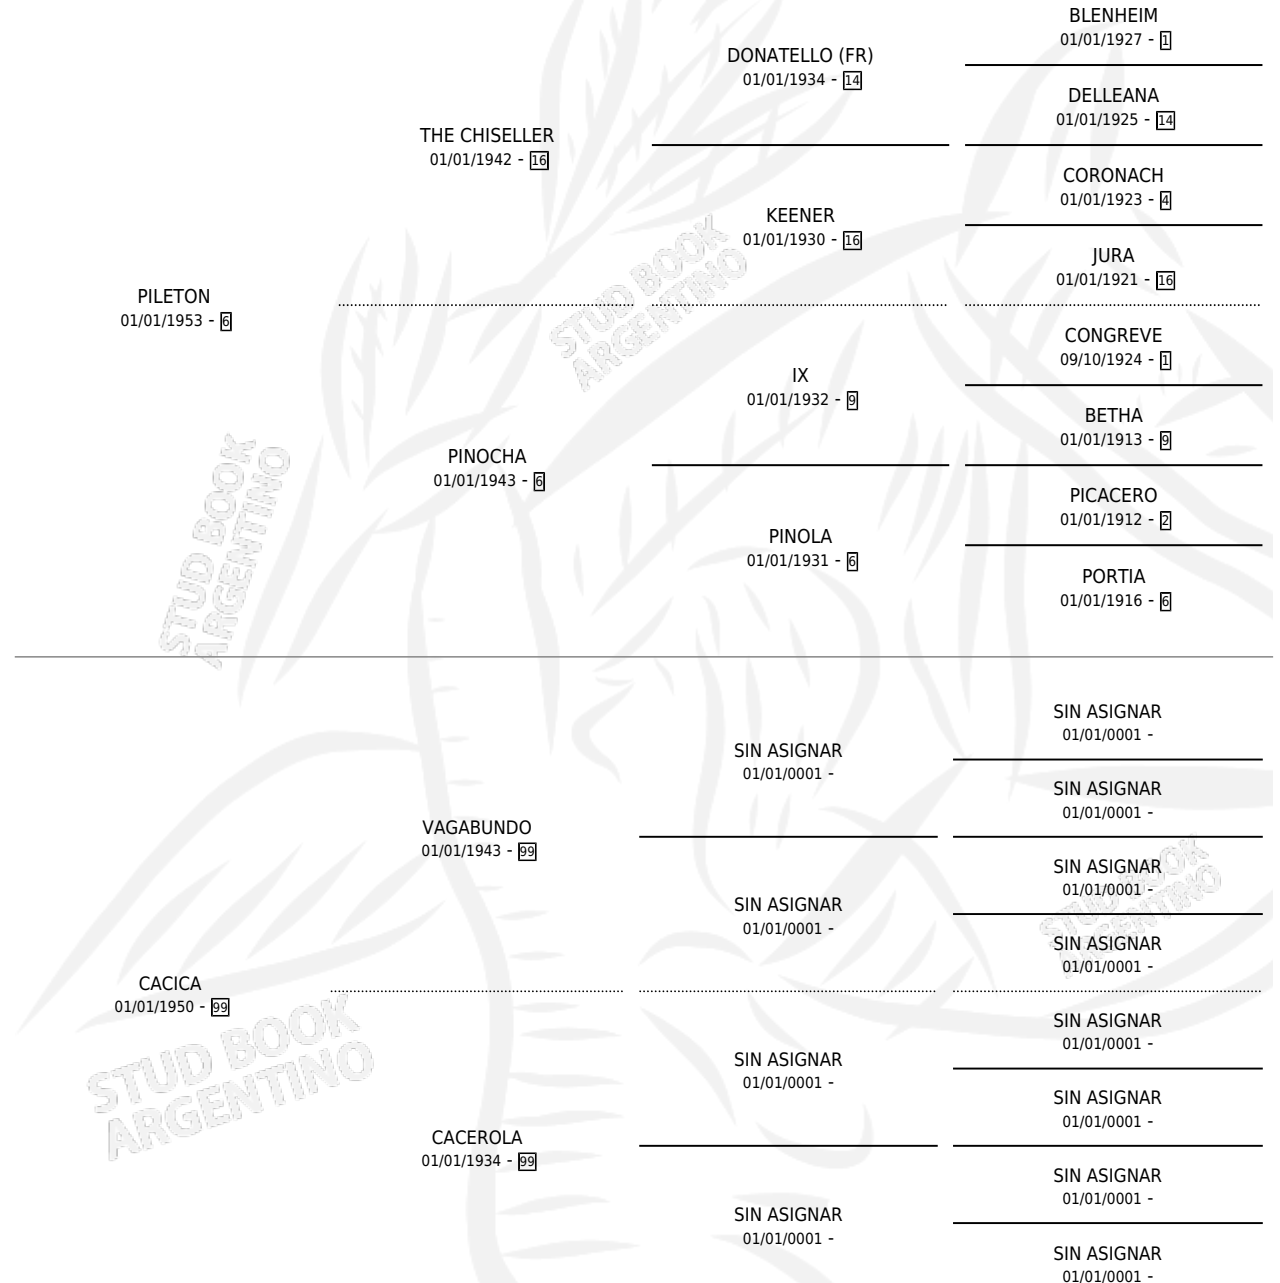 BLENHEIM
01/01/1927 - 1
DONATELLO (FR)
01/01/1934 - 14
DELLEANA
01/01/1925 - 14
THE CHISELLER
01/01/1942 - 16
CORONACH
01/01/1923 - 4
KEENER
01/01/1930 - 16
JURA
01/01/1921 - 16
STUD BOOK
ARGENTINO
PILETON
01/01/1953 - 6
CONGREVE
09/10/1924 - 1
IX
01/01/1932 - 9
BETHA
01/01/1913 - 9
PINOCHA
01/01/1943 - 6
PICACERO
01/01/1912 - 2
PINOLA
01/01/1931 - 6
PORTIA
01/01/1916 - 6
STUD BOOK
ARGENTINO
SIN ASIGNAR
01/01/0001 -
SIN ASIGNAR
01/01/0001 -
SIN ASIGNAR
01/01/0001 -
VAGABUNDO
01/01/1943 - 99
SIN ASIGNAR
01/01/0001 -
SIN ASIGNAR
01/01/0001 -
SIN ASIGNAR
01/01/0001 -
STUD BOOK
ARGENTINO
CACICA
01/01/1950 - 99
SIN ASIGNAR
01/01/0001 -
SIN ASIGNAR
01/01/0001 -
SIN ASIGNAR
01/01/0001 -
STUD BOOK
ARGENTINO
CACEROLA
01/01/1934 - 99
SIN ASIGNAR
01/01/0001 -
SIN ASIGNAR
01/01/0001 -
SIN ASIGNAR
01/01/0001 -